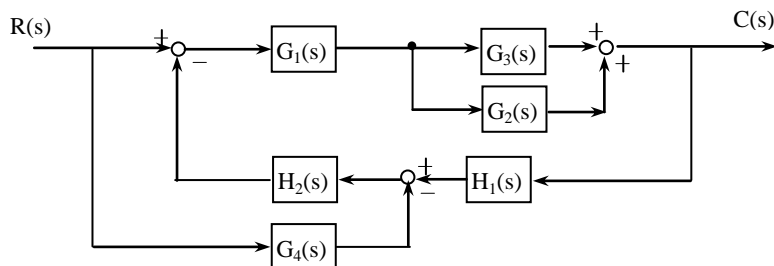 R(s)
C(s)
+
−
G₁(s)
G₃(s)
+
+
G₂(s)
H₂(s)
+
−
H₁(s)
G₄(s)